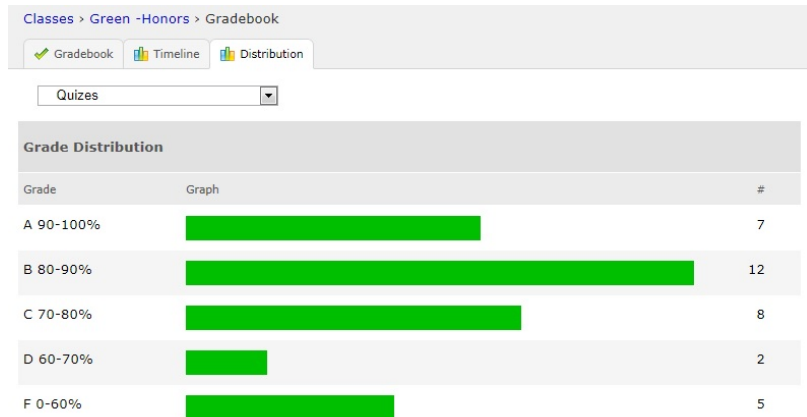 Classes › Green -Honors › Gradebook
Gradebook Timeline Distribution
Quizes
Grade Distribution
Grade Graph #
A 90-100% 7
B 80-90% 12
C 70-80% 8
D 60-70% 2
F 0-60% 5